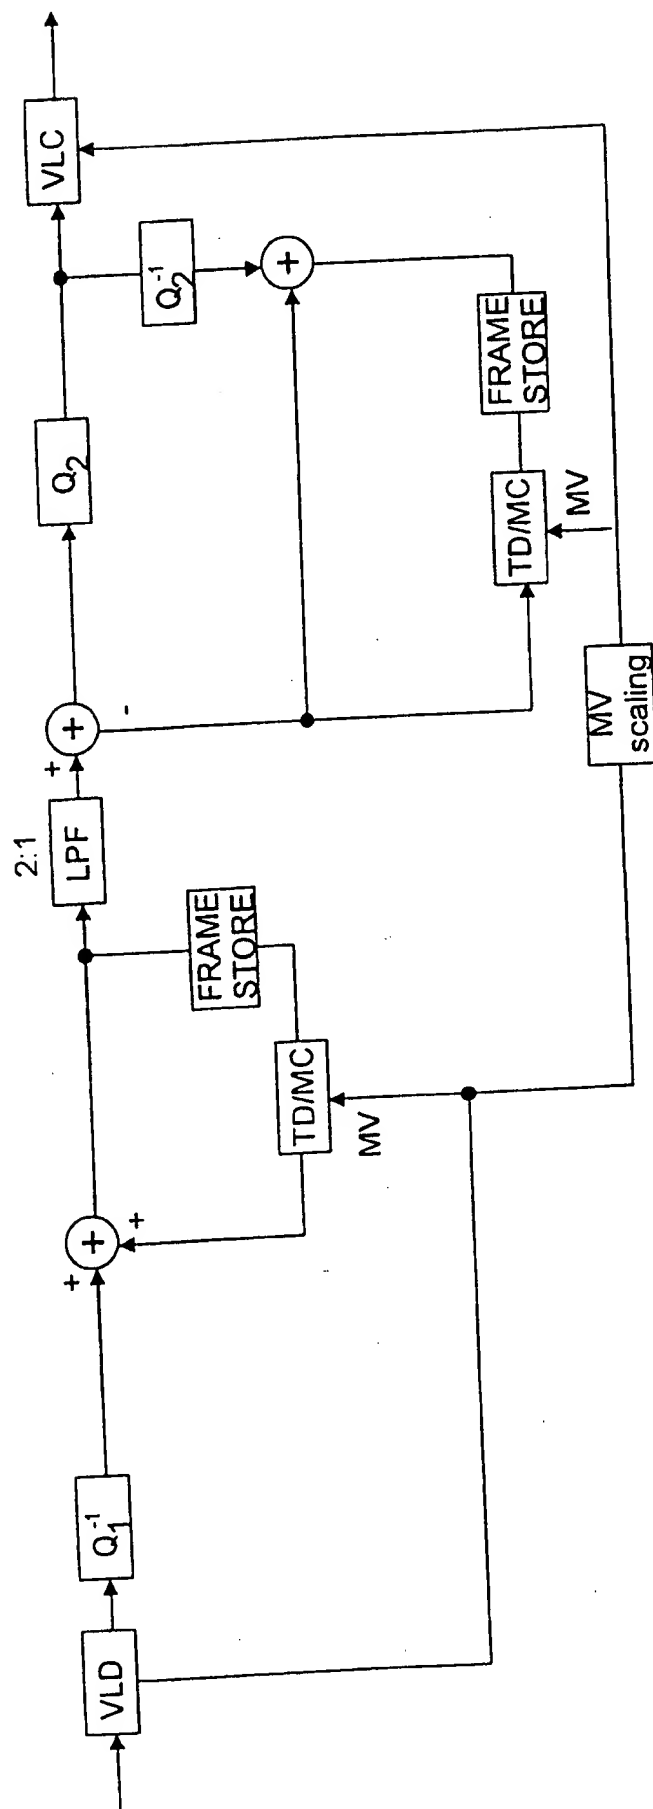 VLD
Q₁⁻¹
+
+
+
FRAME
STORE
TD/MC
MV
2:1
LPF
+
+
-
Q₂
Q₂⁻¹
+
FRAME
STORE
TD/MC
MV
MV
scaling
VLC